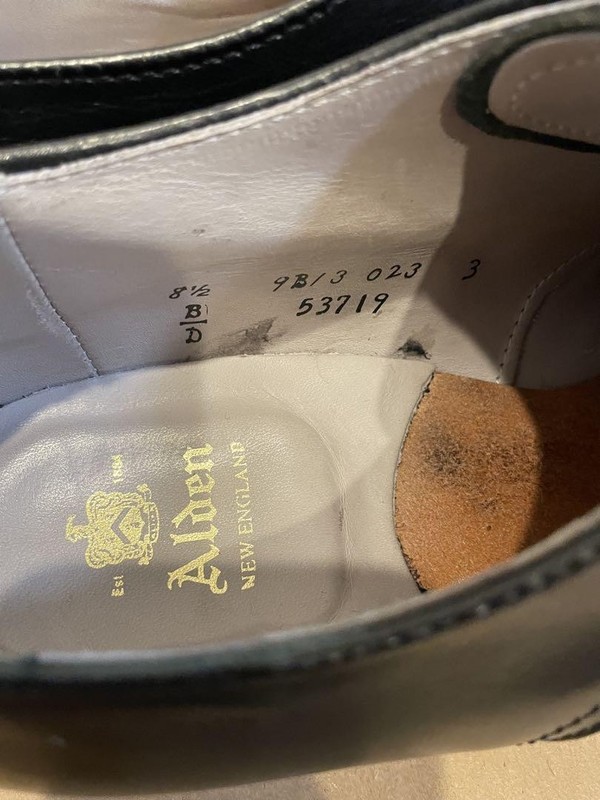 8½ 9B/3 023 3
B/D 53719
Est 1884
Alden
NEW ENGLAND